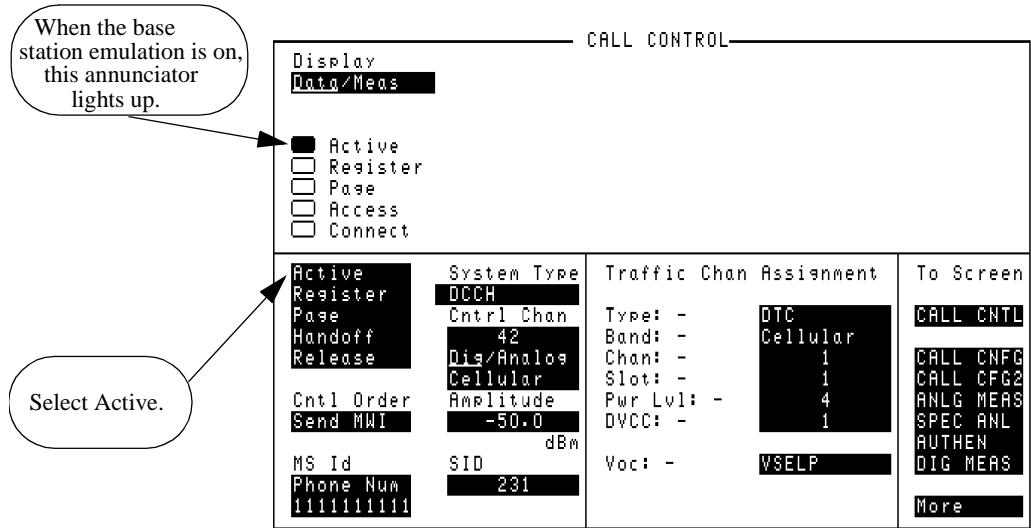 When the base
station emulation is on,
this annunciator
lights up.
CALL CONTROL
Display
Data/Meas
Active
Register
Page
Access
Connect
Select Active.
Active
Register
Page
Handoff
Release
Cntl Order
Send MWI
MS Id
Phone Num
1111111111
System Type
DCCH
Cntrl Chan
42
Dig/Analog
Cellular
Amplitude
-50.0
dBm
SID
231
Traffic Chan Assignment
Type: - DTC
Band: - Cellular
Chan: - 1
Slot: - 1
Pwr Lvl: - 4
DVCC: - 1
Voc: - VSELP
To Screen
CALL CNTL
CALL CNFG
CALL CFG2
ANLG MEAS
SPEC ANL
AUTHEN
DIG MEAS
More